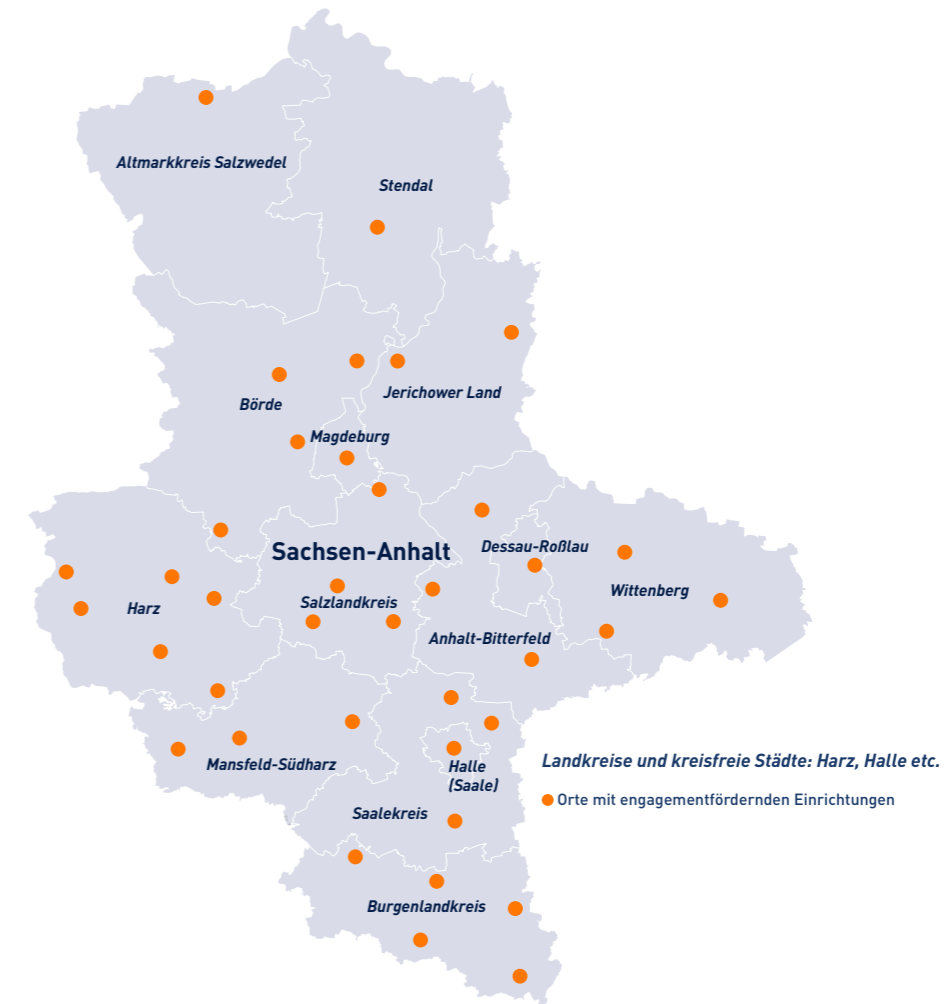 Altmarkkreis Salzwedel
Stendal
Jerichower Land
Börde
Magdeburg
Sachsen-Anhalt
Dessau-Roßlau
Wittenberg
Salzlandkreis
Harz
Anhalt-Bitterfeld
Mansfeld-Südharz
Halle
(Saale)
Saalekreis
Burgenlandkreis
Landkreise und kreisfreie Städte: Harz, Halle etc.
Orte mit engagementfördernden Einrichtungen